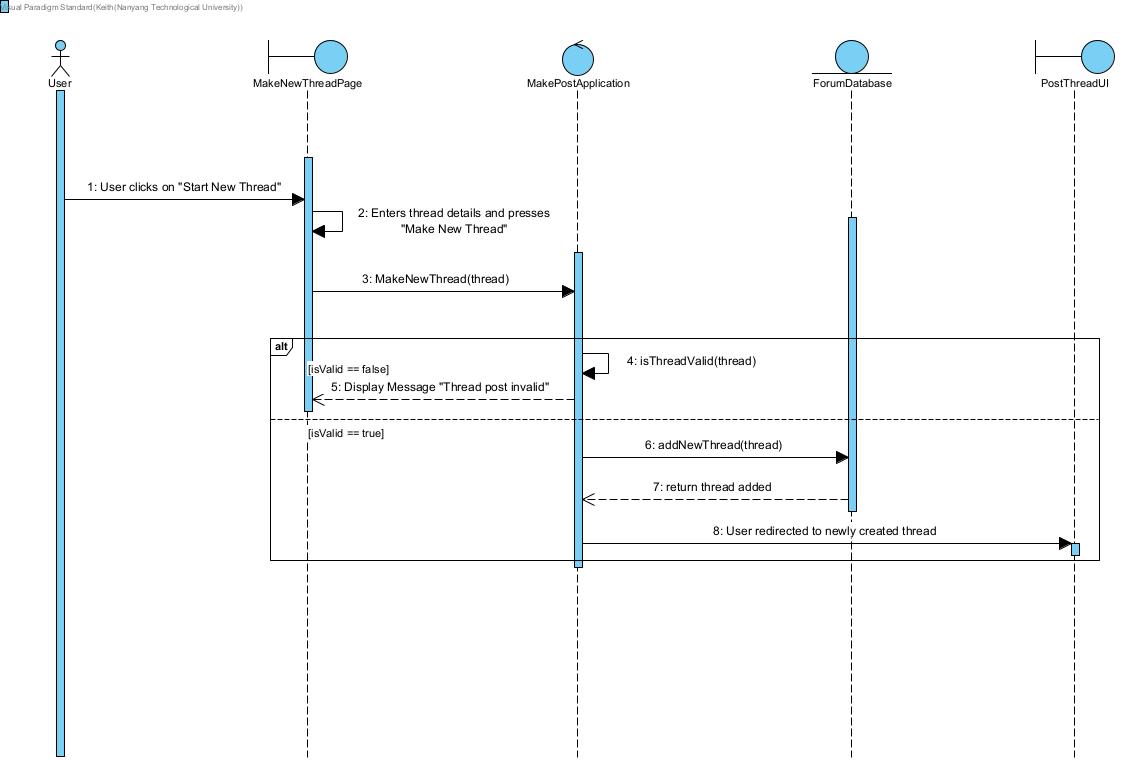 Visual Paradigm Standard(Keith(Nanyang Technological University))
User
MakeNewThreadPage
MakePostApplication
ForumDatabase
PostThreadUI
1: User clicks on "Start New Thread"
2: Enters thread details and presses
"Make New Thread"
3: MakeNewThread(thread)
alt
4: isThreadValid(thread)
[isValid == false]
5: Display Message "Thread post invalid"
[isValid == true]
6: addNewThread(thread)
7: return thread added
8: User redirected to newly created thread